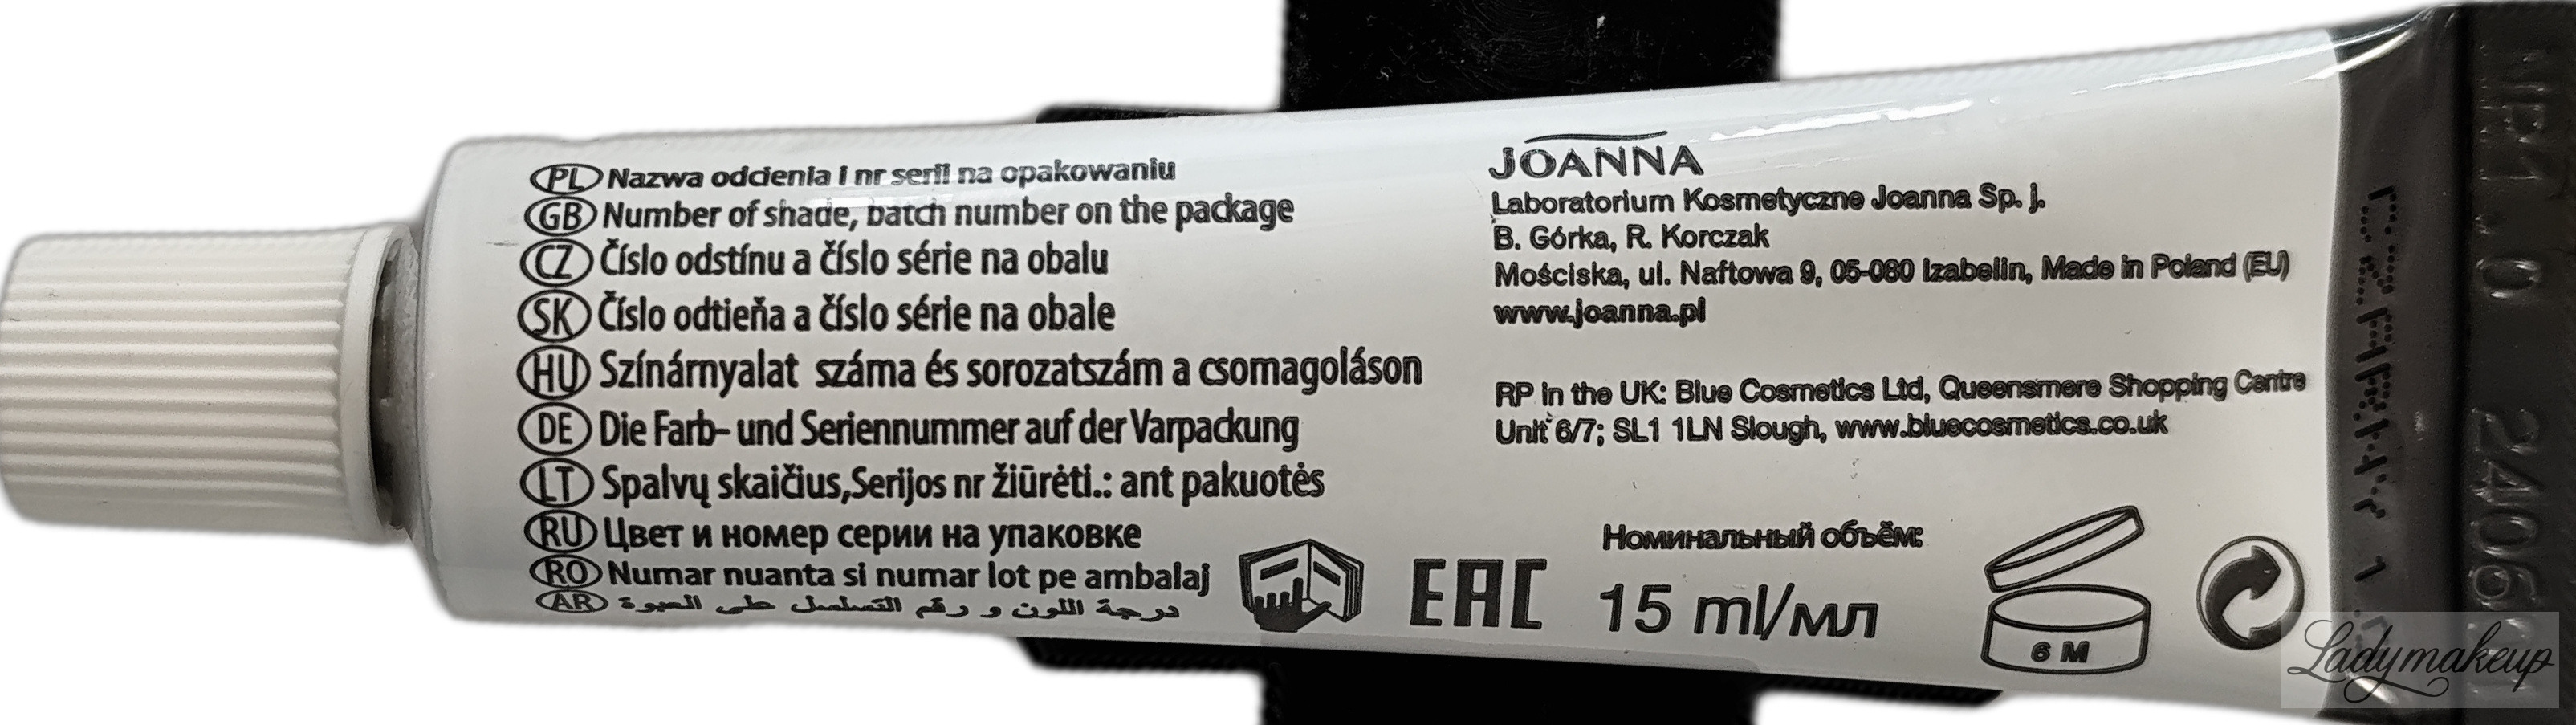 PL Nazwa odcienia i nr serii na opakowaniu
GB Number of shade, batch number on the package
CZ Číslo odstínu a číslo série na obalu
SK Číslo odtieňa a číslo série na obale
HU Színárnyalat száma és sorozatszám a csomagoláson
DE Die Farb- und Seriennummer auf der Varpackung
LT Spalvų skaičius,Serijos nr žiūrėti.: ant pakuotės
RU Цвет и номер серии на упаковке
RO Numar nuanta si numar lot pe ambalaj
AR درجة اللون و رقم التسلسل على العبوة
JOANNA
Laboratorium Kosmetyczne Joanna Sp. j.
B. Górka, R. Korczak
Mościska, ul. Naftowa 9, 05-080 Izabelin, Made in Poland (EU)
www.joanna.pl
RP in the UK: Blue Cosmetics Ltd, Queensmere Shopping Centre
Unit 6/7; SL1 1LN Slough, www.bluecosmetics.co.uk
EAC
Номинальный объём:
15 ml/мл
6 M
CZARNY 1.0
Ladymakeup